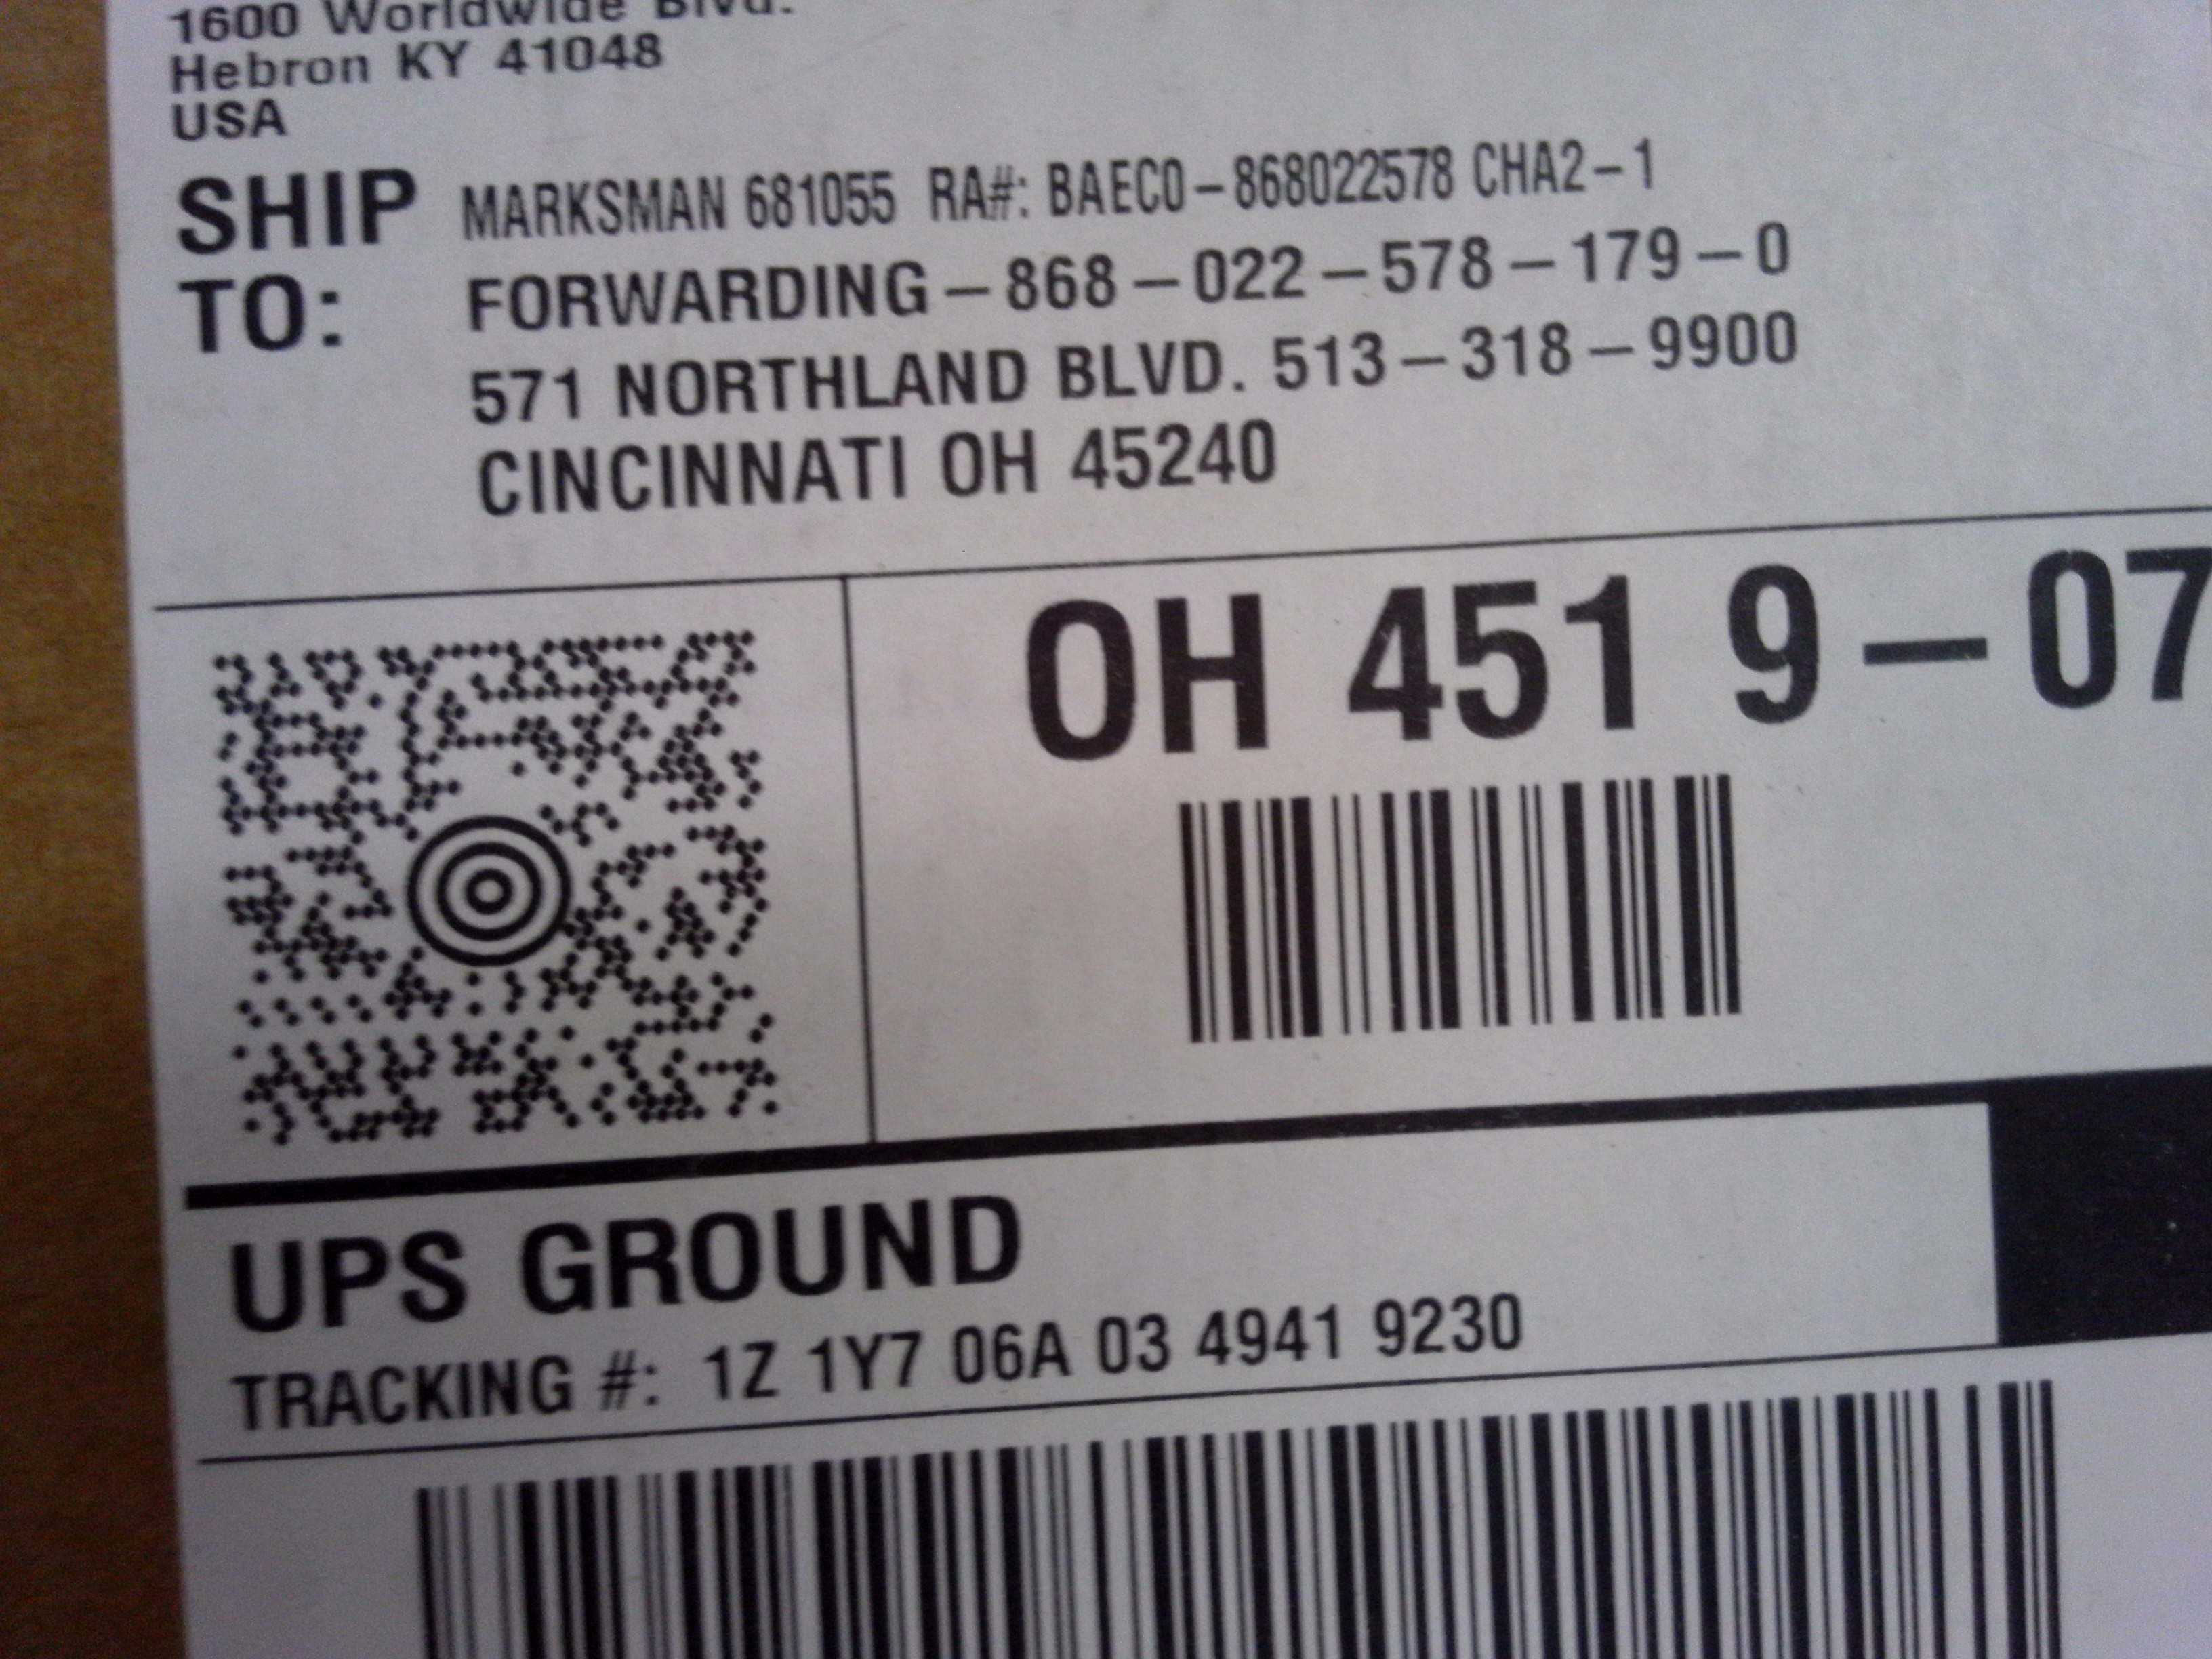 1600 Worldwide Blvd.
Hebron KY 41048
USA
SHIP TO:
MARKSMAN 681055 RA#: BAEC0-868022578 CHA2-1
FORWARDING-868-022-578-179-0
571 NORTHLAND BLVD. 513-318-9900
CINCINNATI OH 45240
OH 451 9-07
UPS GROUND
TRACKING #: 1Z 1Y7 06A 03 4941 9230